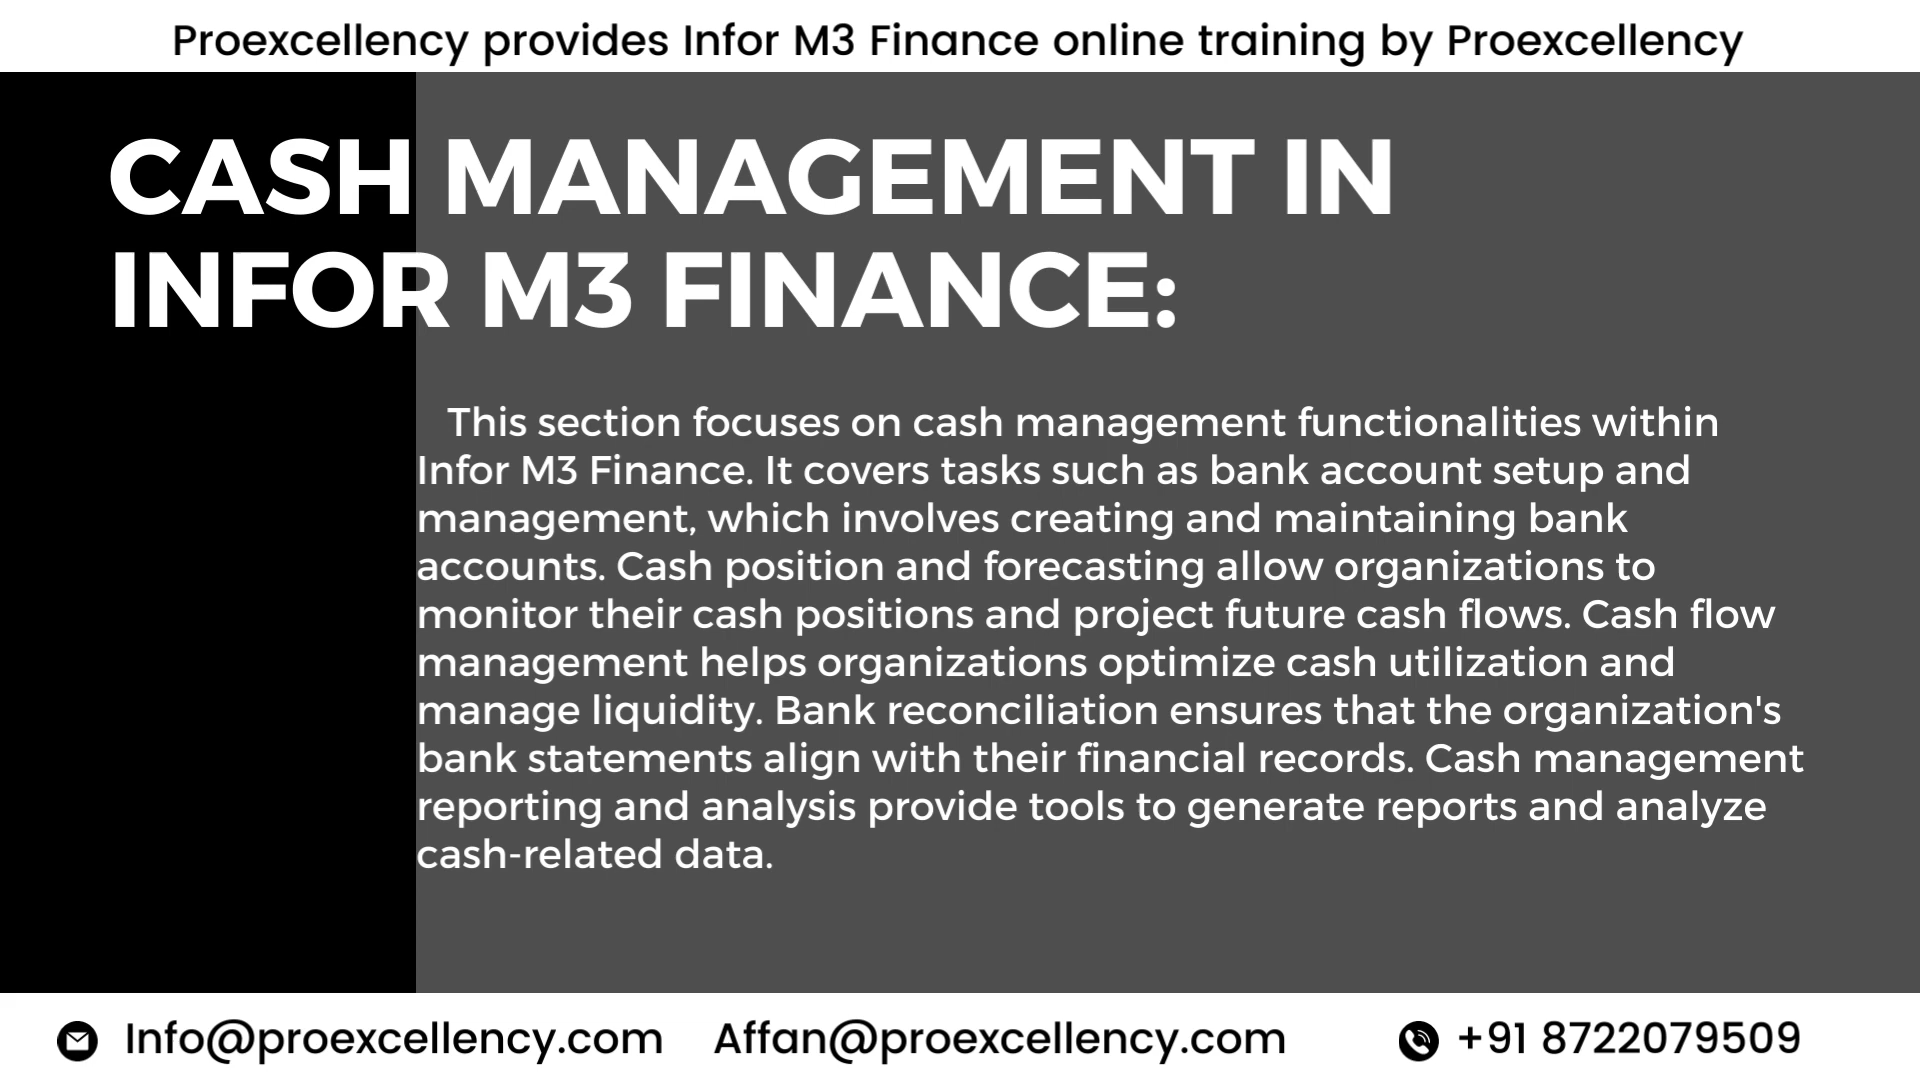 Proexcellency provides Infor M3 Finance online training by Proexcellency
CASH MANAGEMENT IN
INFOR M3 FINANCE:
This section focuses on cash management functionalities within
Infor M3 Finance. It covers tasks such as bank account setup and
management, which involves creating and maintaining bank
accounts. Cash position and forecasting allow organizations to
monitor their cash positions and project future cash flows. Cash flow
management helps organizations optimize cash utilization and
manage liquidity. Bank reconciliation ensures that the organization's
bank statements align with their financial records. Cash management
reporting and analysis provide tools to generate reports and analyze
cash-related data.
Info@proexcellency.com Affan@proexcellency.com +91 8722079509